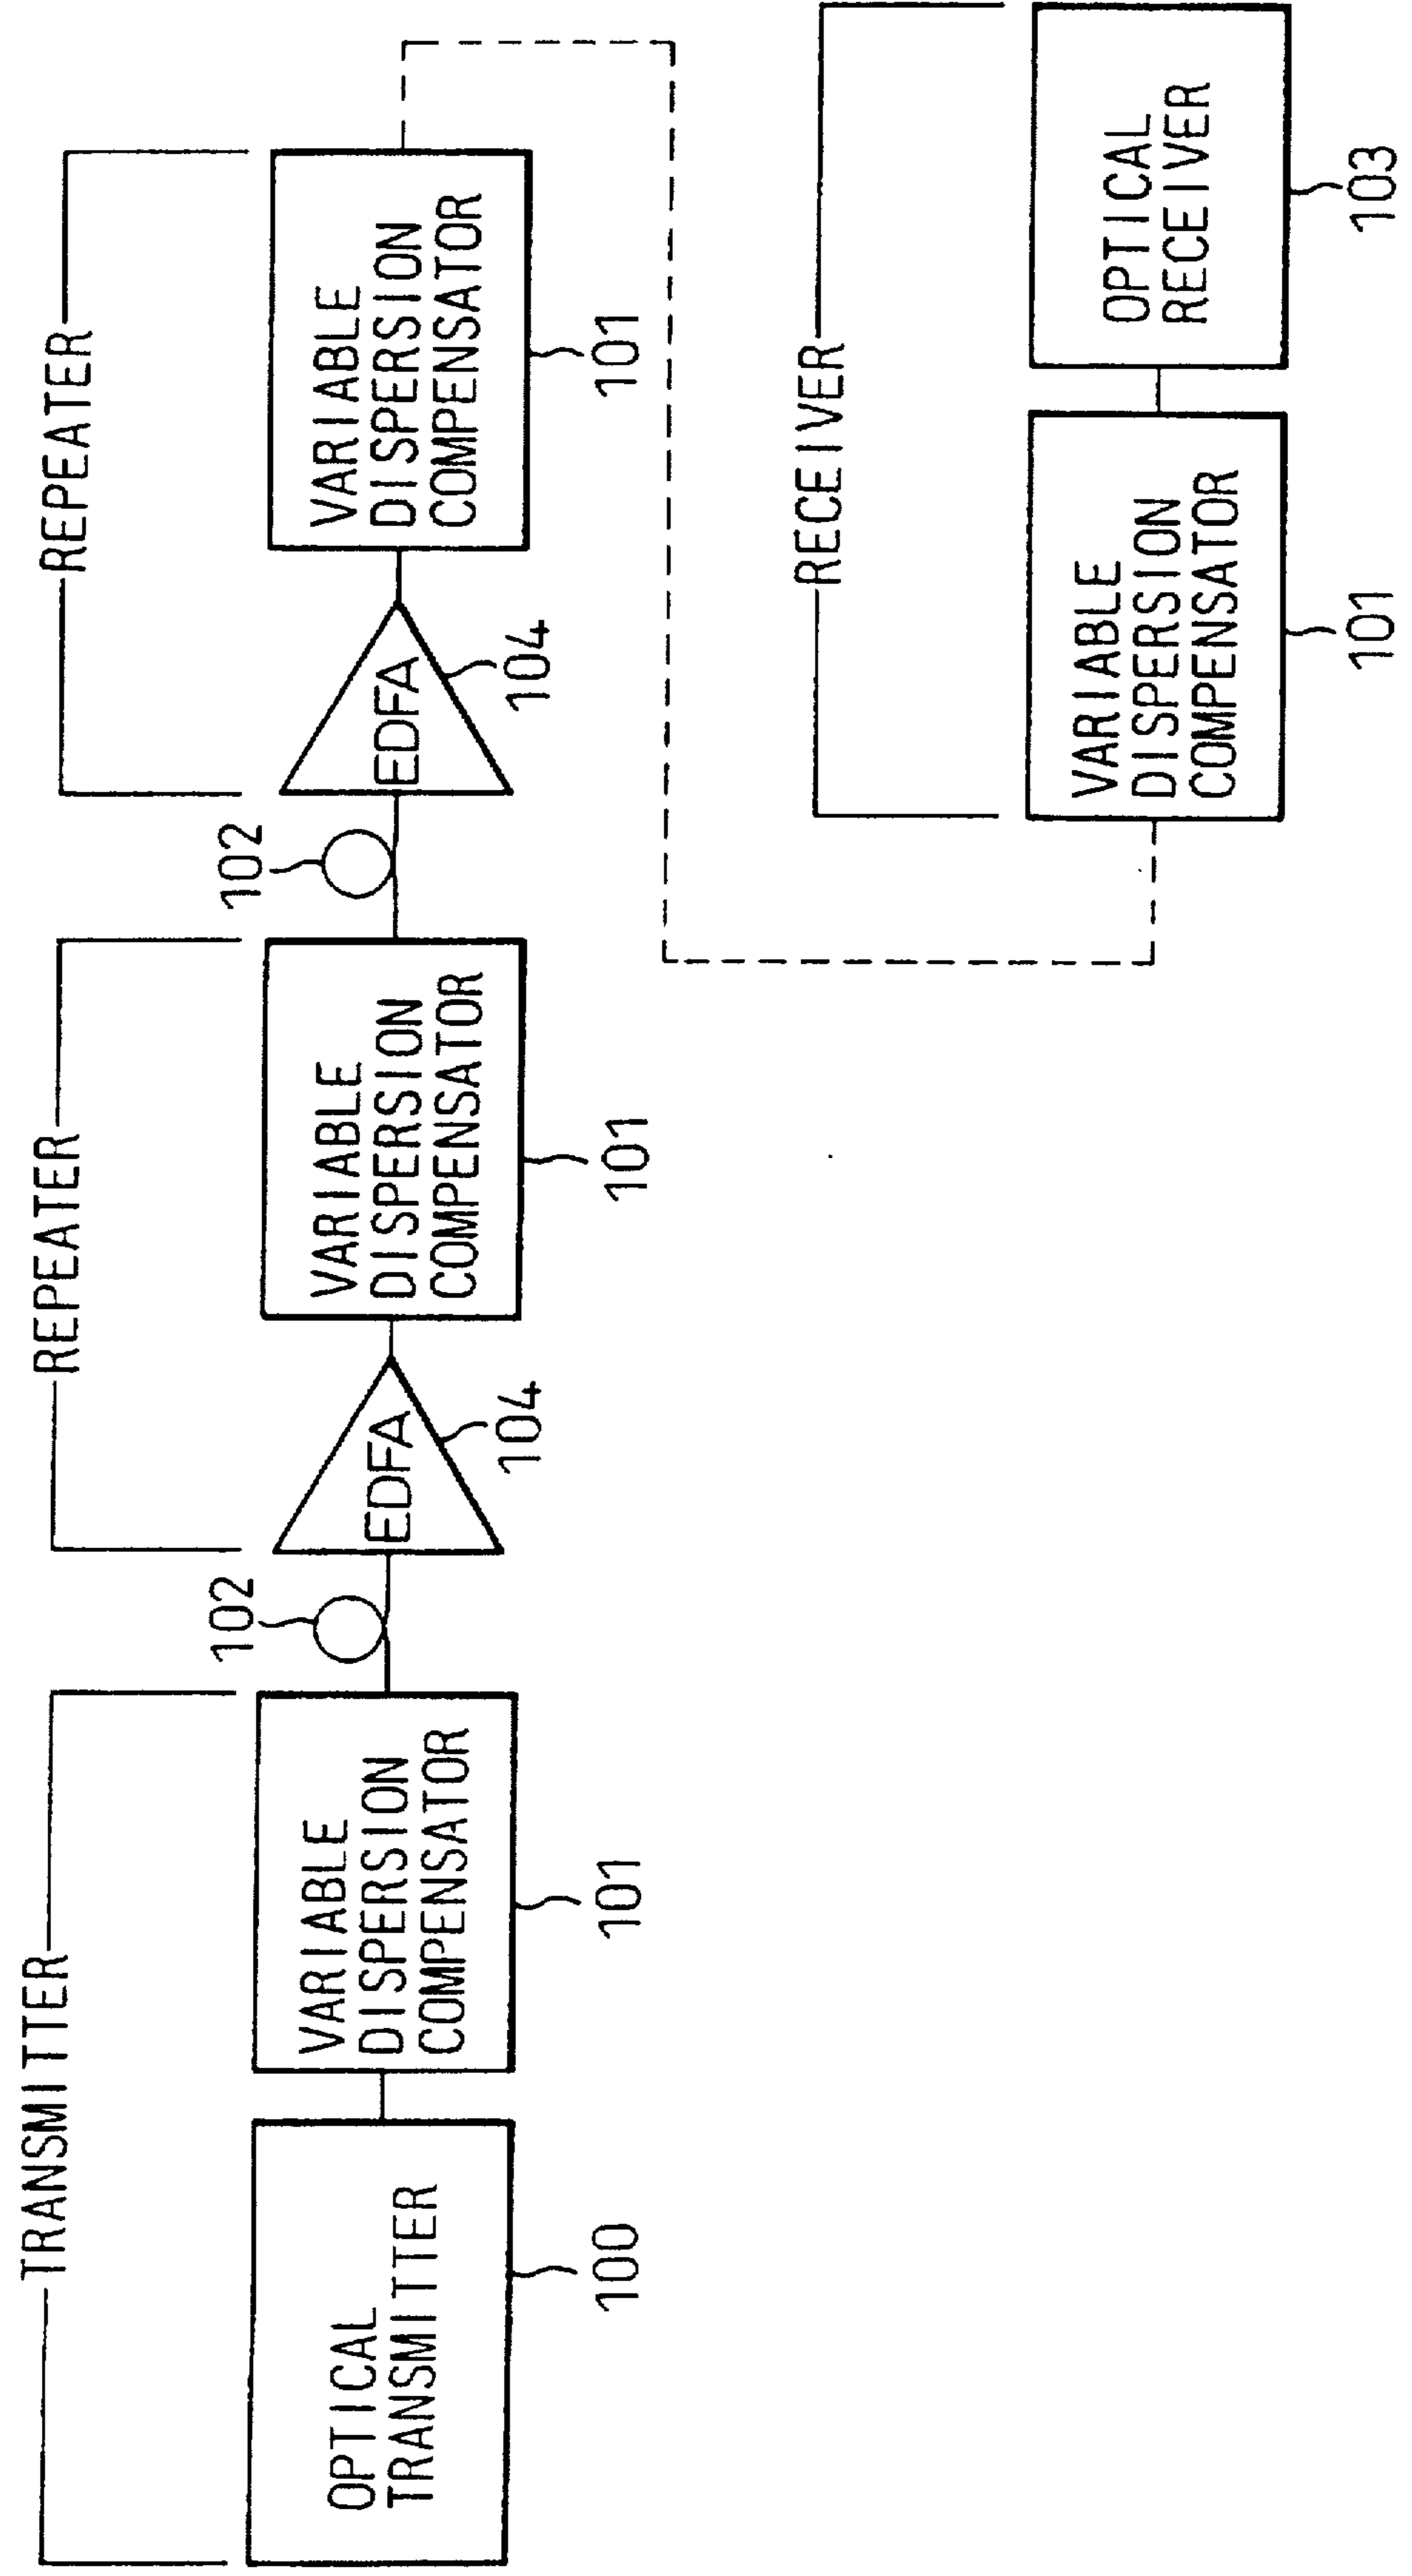 TRANSMITTER
REPEATER
REPEATER
OPTICAL
TRANSMITTER
100
VARIABLE
DISPERSION
COMPENSATOR
101
102
EDFA
104
VARIABLE
DISPERSION
COMPENSATOR
101
102
EDFA
104
VARIABLE
DISPERSION
COMPENSATOR
101
RECEIVER
VARIABLE
DISPERSION
COMPENSATOR
101
OPTICAL
RECEIVER
103